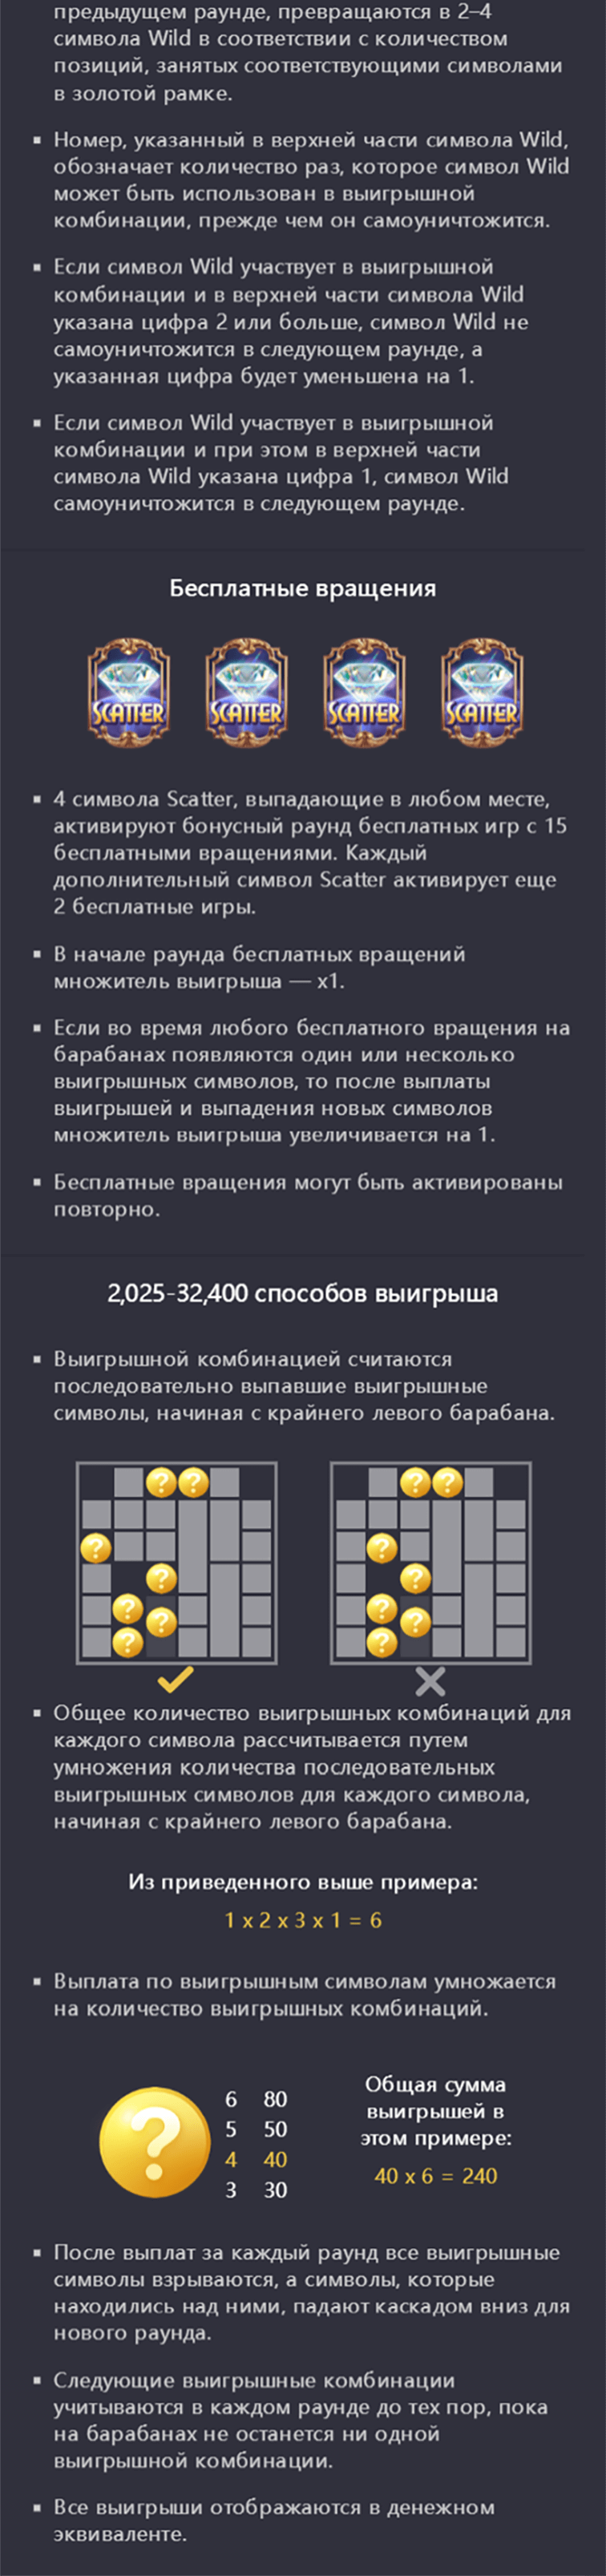 предыдущем раунде, превращаются в 2–4
символа Wild в соответствии с количеством
позиций, занятых соответствующими символами
в золотой рамке.
▪ Номер, указанный в верхней части символа Wild,
обозначает количество раз, которое символ Wild
может быть использован в выигрышной
комбинации, прежде чем он самоуничтожится.
▪ Если символ Wild участвует в выигрышной
комбинации и в верхней части символа Wild
указана цифра 2 или больше, символ Wild не
самоуничтожится в следующем раунде, а
указанная цифра будет уменьшена на 1.
▪ Если символ Wild участвует в выигрышной
комбинации и при этом в верхней части
символа Wild указана цифра 1, символ Wild
самоуничтожится в следующем раунде.
Бесплатные вращения
SCATTER SCATTER SCATTER SCATTER
▪ 4 символа Scatter, выпадающие в любом месте,
активируют бонусный раунд бесплатных игр с 15
бесплатными вращениями. Каждый
дополнительный символ Scatter активирует еще
2 бесплатные игры.
▪ В начале раунда бесплатных вращений
множитель выигрыша — x1.
▪ Если во время любого бесплатного вращения на
барабанах появляются один или несколько
выигрышных символов, то после выплаты
выигрышей и выпадения новых символов
множитель выигрыша увеличивается на 1.
▪ Бесплатные вращения могут быть активированы
повторно.
2,025-32,400 способов выигрыша
▪ Выигрышной комбинацией считаются
последовательно выпавшие выигрышные
символы, начиная с крайнего левого барабана.
? ? ? ?
? ?
? ?
? ?
? ?
? ?
▪ Общее количество выигрышных комбинаций для
каждого символа рассчитывается путем
умножения количества последовательных
выигрышных символов для каждого символа,
начиная с крайнего левого барабана.
Из приведенного выше примера:
1 x 2 x 3 x 1 = 6
▪ Выплата по выигрышным символам умножается
на количество выигрышных комбинаций.
?
6 80
5 50
4 40
3 30
Общая сумма
выигрышей в
этом примере:
40 x 6 = 240
▪ После выплат за каждый раунд все выигрышные
символы взрываются, а символы, которые
находились над ними, падают каскадом вниз для
нового раунда.
▪ Следующие выигрышные комбинации
учитываются в каждом раунде до тех пор, пока
на барабанах не останется ни одной
выигрышной комбинации.
▪ Все выигрыши отображаются в денежном
эквиваленте.